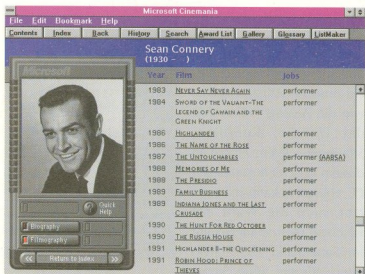 Microsoft Cinemania
File Edit Bookmark Help
Contents Index Back History Search Award List Gallery Glossary ListMaker
Sean Connery
(1930 - )
Microsoft
Year Film Jobs
1983 NEVER SAY NEVER AGAIN performer
1984 SWORD OF THE VALIANT-THE performer
LEGEND OF GAWAIN AND THE
GREEN KNIGHT
1986 HIGHLANDER performer
1986 THE NAME OF THE ROSE performer
1987 THE UNTOUCHABLES performer (AABSA)
1988 MEMORIES OF ME performer
1988 THE PRESIDIO performer
1989 FAMILY BUSINESS performer
1989 INDIANA JONES AND THE LAST performer
CRUSADE
1990 THE HUNT FOR RED OCTOBER performer
1990 THE RUSSIA HOUSE performer
1991 HIGHLANDER II-THE QUICKENING performer
1991 ROBIN HOOD: PRINCE OF performer
THIEVES
Quick
Help
Biography
Filmography
Return to Index